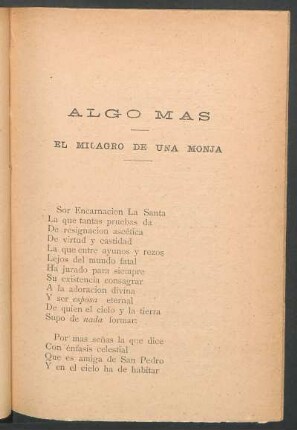 ALGO MAS
EL MILAGRO DE UNA MONJA
Sor Encarnacion La Santa
La que tantas pruebas da
De resignacion ascética
De virtud y castidad
La que entre ayunos y rezos
Lejos del mundo fatal
Ha jurado para siempre
Su existencia consagrar
A la adoracion divina
Y ser esposa eternal
De quien el cielo y la tierra
Supo de nada formar:
Por mas señas la que dice
Con énfasis celestial
Que es amiga de San Pedro
Y en el cielo ha de habitar